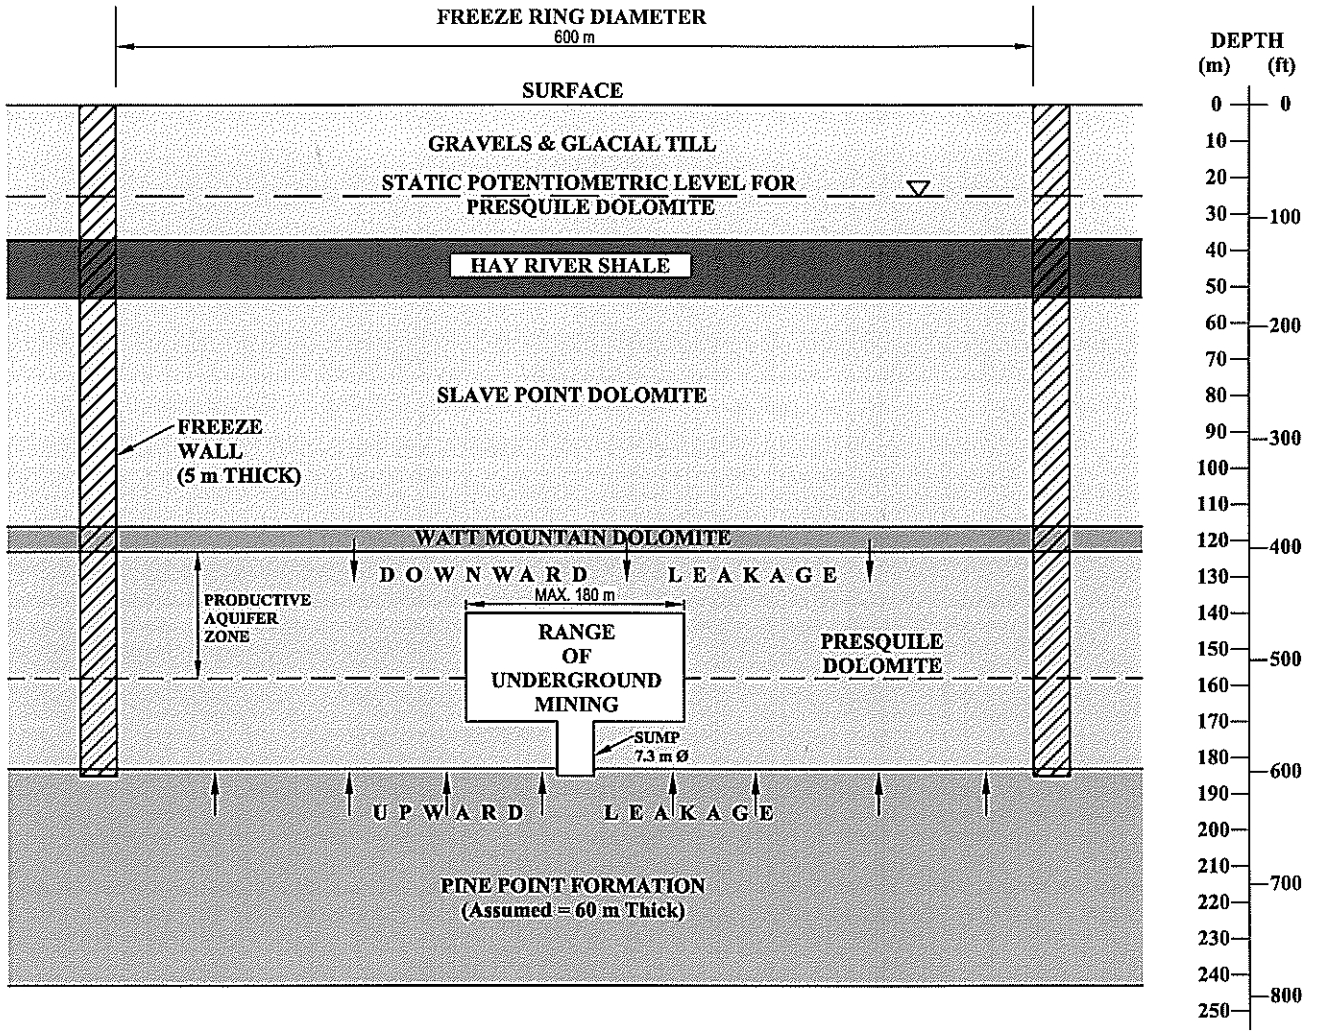 FREEZE RING DIAMETER
600 m
DEPTH
(m) (ft)
SURFACE
GRAVELS & GLACIAL TILL
STATIC POTENTIOMETRIC LEVEL FOR
PRESQUILE DOLOMITE
HAY RIVER SHALE
SLAVE POINT DOLOMITE
FREEZE
WALL
(5 m THICK)
WATT MOUNTAIN DOLOMITE
DOWNWARD LEAKAGE
MAX. 180 m
PRODUCTIVE
AQUIFER
ZONE
RANGE
OF
UNDERGROUND
MINING
PRESQUILE
DOLOMITE
SUMP
7.3 m Ø
UPWARD LEAKAGE
PINE POINT FORMATION
(Assumed = 60 m Thick)
0 0
10
20
30
100
40
50
60
200
70
80
90
300
100
110
120
400
130
140
150
500
160
170
180
600
190
200
210
700
220
230
240
800
250